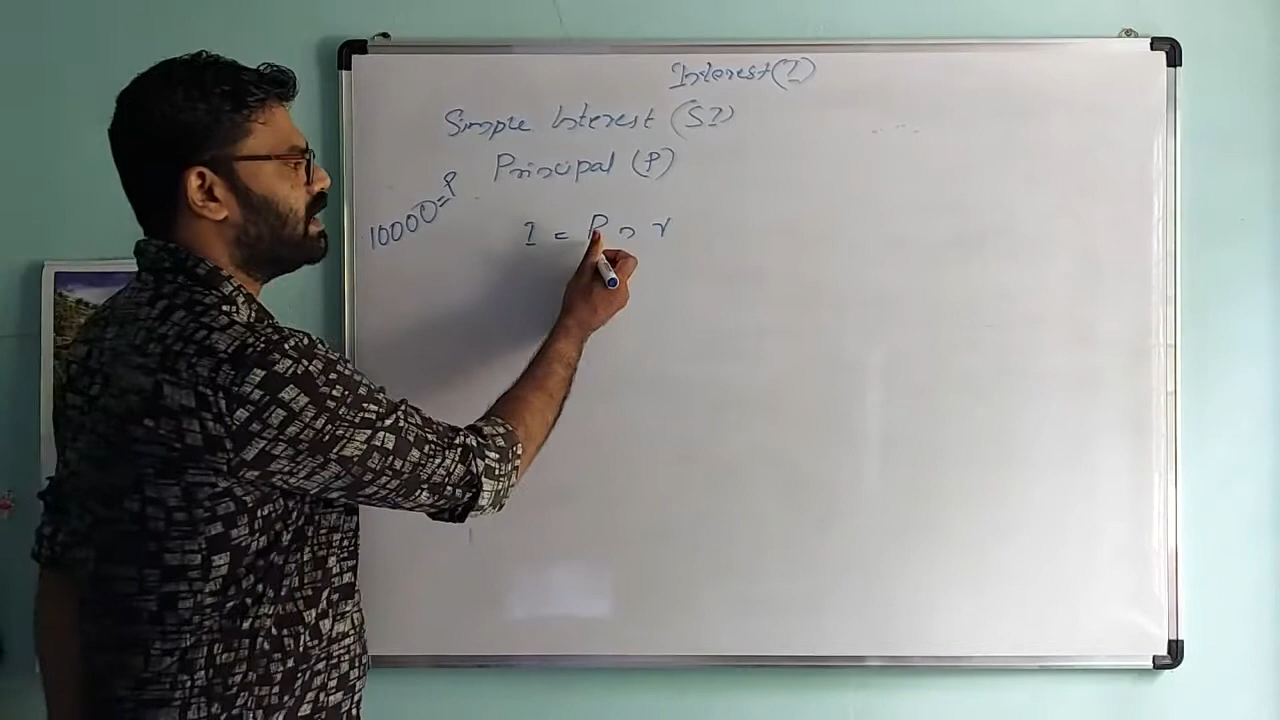 Interest (I)
Simple Interest (SI)
Principal (P)
10000 = P
I = P n r